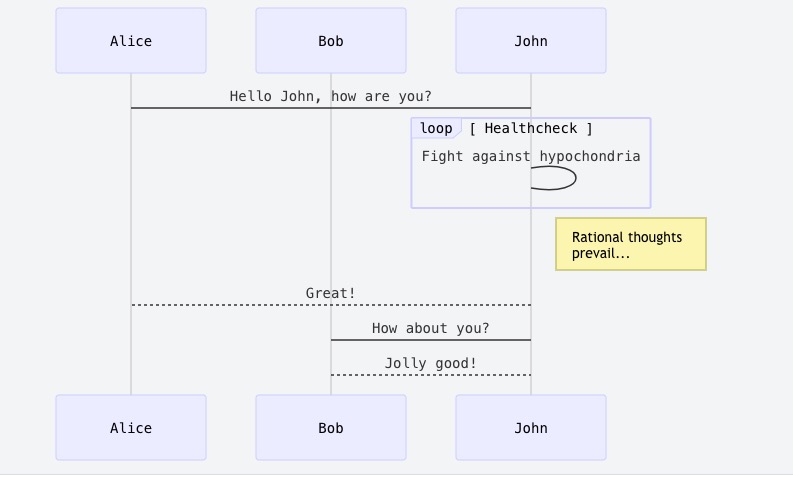 Alice
Bob
John
Hello John, how are you?
loop [ Healthcheck ]
Fight against hypochondria
Rational thoughts
prevail...
Great!
How about you?
Jolly good!
Alice
Bob
John